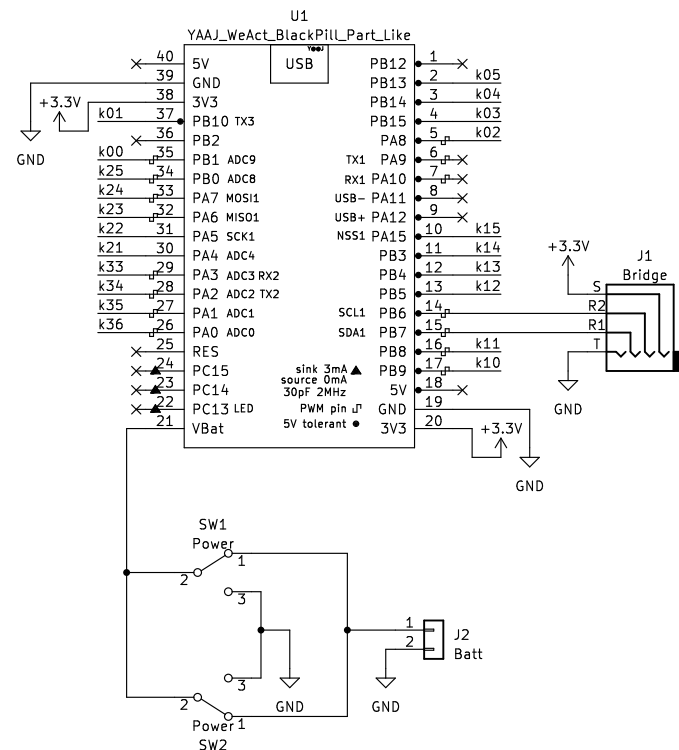 U1
YAAJ_WeAct_BlackPill_Part_Like
Y J
USB
40 5V
39 GND
38 3V3
+3.3V
k01 37 PB10 TX3
36 PB2
GND
k00 35 PB1 ADC9
k25 34 PB0 ADC8
k24 33 PA7 MOSI1
k23 32 PA6 MISO1
k22 31 PA5 SCK1
k21 30 PA4 ADC4
k33 29 PA3 ADC3 RX2
k34 28 PA2 ADC2 TX2
k35 27 PA1 ADC1
k36 26 PA0 ADC0
25 RES
24 PC15
23 PC14
22 PC13 LED
21 VBat
PB12 1
PB13 2 k05
PB14 3 k04
PB15 4 k03
PA8 5 k02
TX1 PA9 6
RX1 PA10 7
USB- PA11 8
USB+ PA12 9
NSS1 PA15 10 k15
PB3 11 k14
PB4 12 k13
PB5 13 k12
SCL1 PB6 14
SDA1 PB7 15
PB8 16 k11
PB9 17 k10
5V 18
GND 19
3V3 20
sink 3mA
source 0mA
30pF 2MHz
PWM pin
5V tolerant
+3.3V
GND
+3.3V
J1
Bridge
S
R2
R1
T
GND
SW1
Power
1
2
3
3
2
Power 1
SW2
GND
1
2
J2
Batt
GND